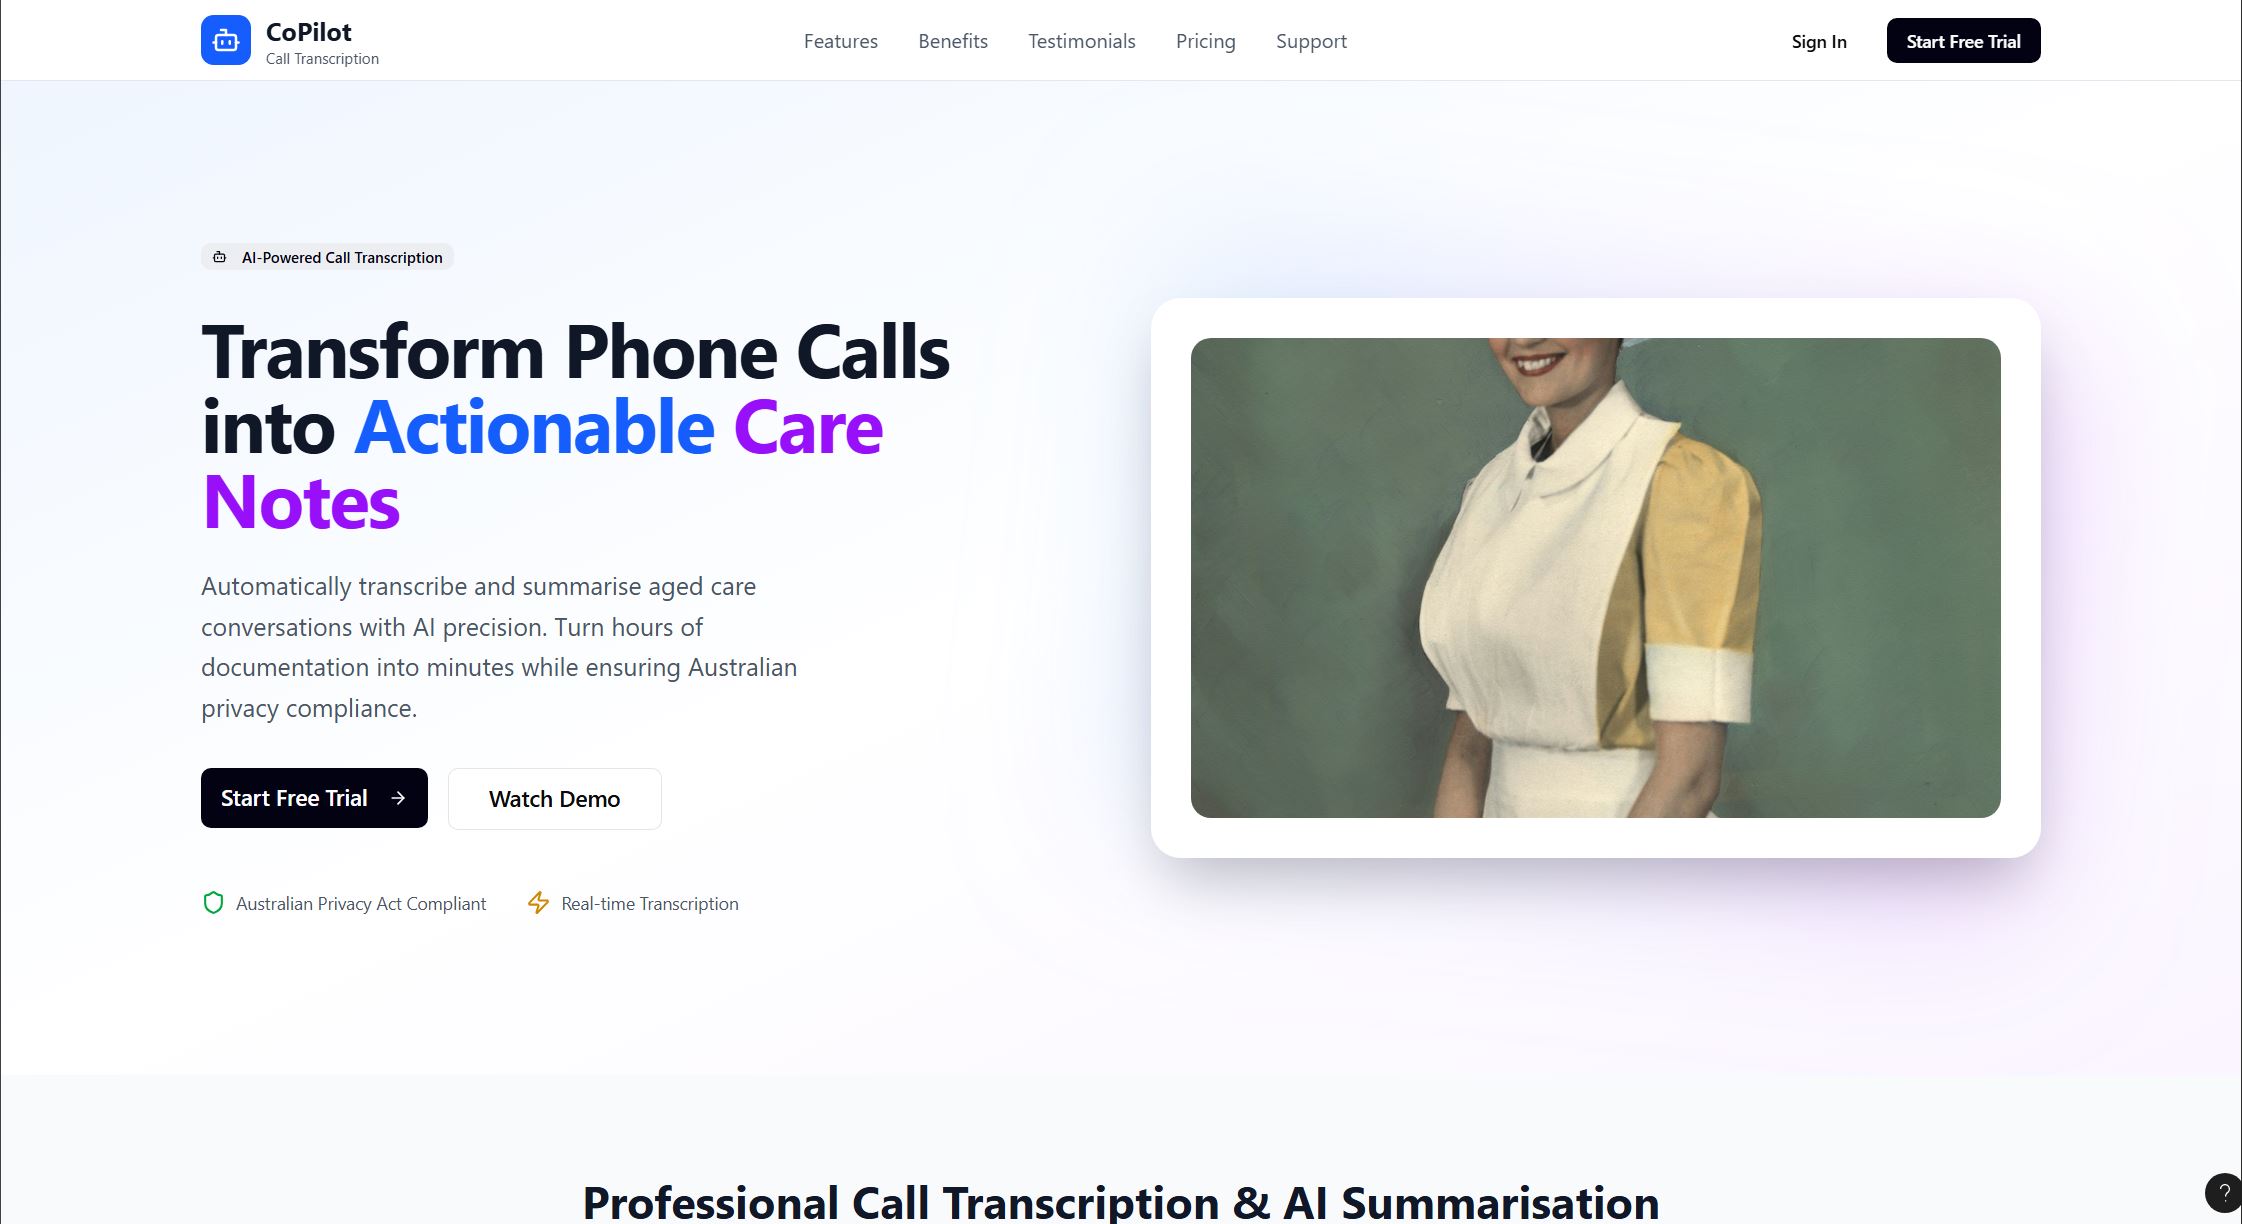 CoPilot
Call Transcription
Features
Benefits
Testimonials
Pricing
Support
Sign In
Start Free Trial
AI-Powered Call Transcription
Transform Phone Calls
into Actionable Care
Notes
Automatically transcribe and summarise aged care
conversations with AI precision. Turn hours of
documentation into minutes while ensuring Australian
privacy compliance.
Start Free Trial →
Watch Demo
Australian Privacy Act Compliant
Real-time Transcription
Professional Call Transcription & AI Summarisation
?